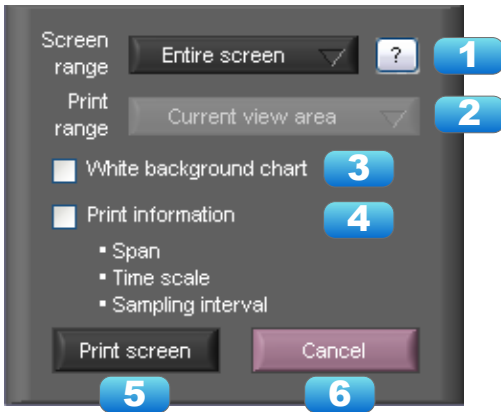 Screen
range
Entire screen
?
1
Print
range
Current view area
2
White background chart
3
Print information
4
▪ Span
▪ Time scale
▪ Sampling interval
Print screen
Cancel
5
6